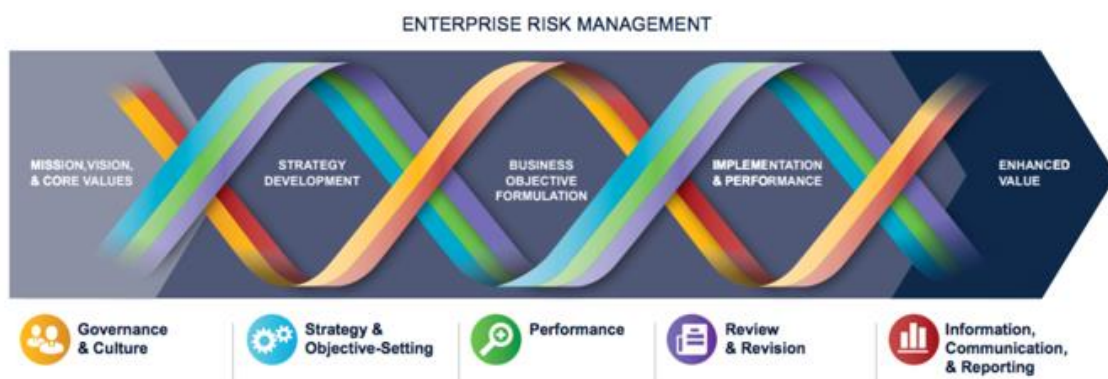 ENTERPRISE RISK MANAGEMENT
MISSION,VISION,
& CORE VALUES
STRATEGY
DEVELOPMENT
BUSINESS
OBJECTIVE
FORMULATION
IMPLEMENTATION
& PERFORMANCE
ENHANCED
VALUE
Governance
& Culture
Strategy &
Objective-Setting
Performance
Review
& Revision
Information,
Communication,
& Reporting